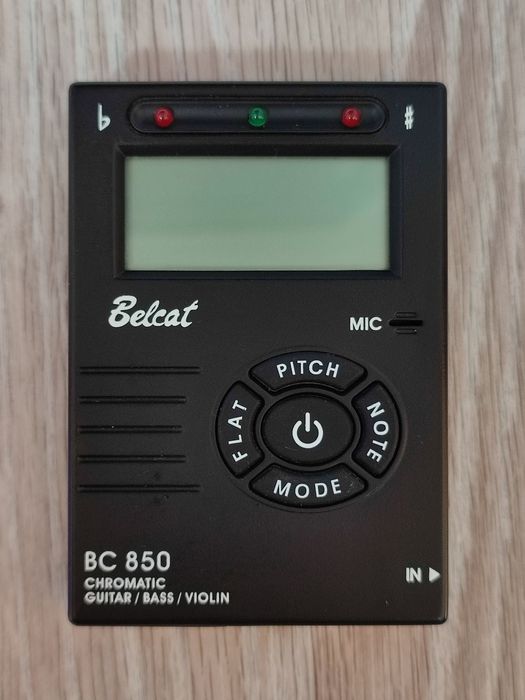 ♭ ♯
Belcat
MIC
PITCH
FLAT
NOTE
MODE
BC 850
CHROMATIC
GUITAR / BASS / VIOLIN
IN